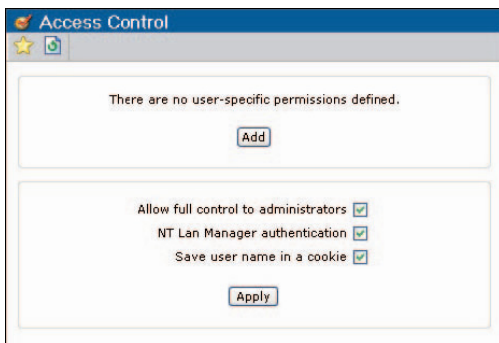 Access Control
There are no user-specific permissions defined.
Add
Allow full control to administrators
NT Lan Manager authentication
Save user name in a cookie
Apply